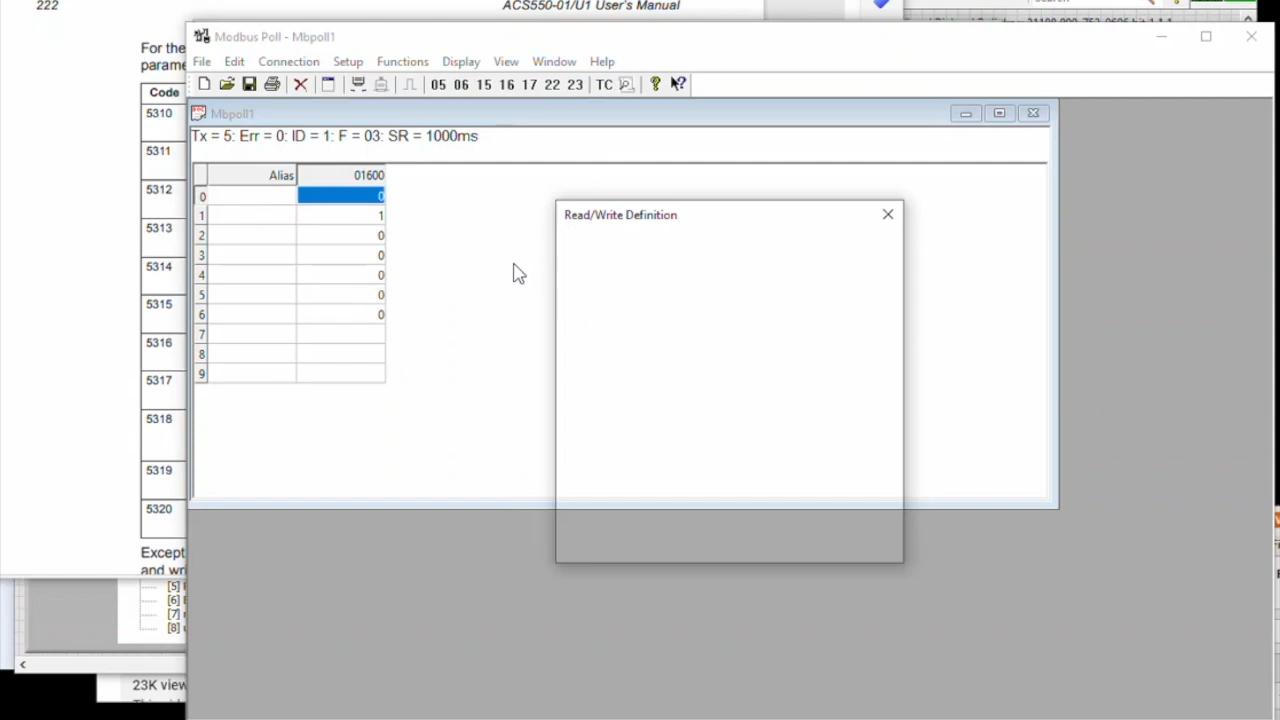 222
ACS550-01/U1 User's Manual
Search
For the
parame
Code
5310
5311
5312
5313
5314
5315
5316
5317
5318
5319
5320
Except
and wri
[5]
[6]
[7]
[8]
23K view
Modbus Poll - Mbpoll1
File Edit Connection Setup Functions Display View Window Help
05 06 15 16 17 22 23 TC
Mbpoll1
Tx = 5: Err = 0: ID = 1: F = 03: SR = 1000ms
Alias 01600
0 0
1 1
2 0
3 0
4 0
5 0
6 0
7
8
9
Read/Write Definition